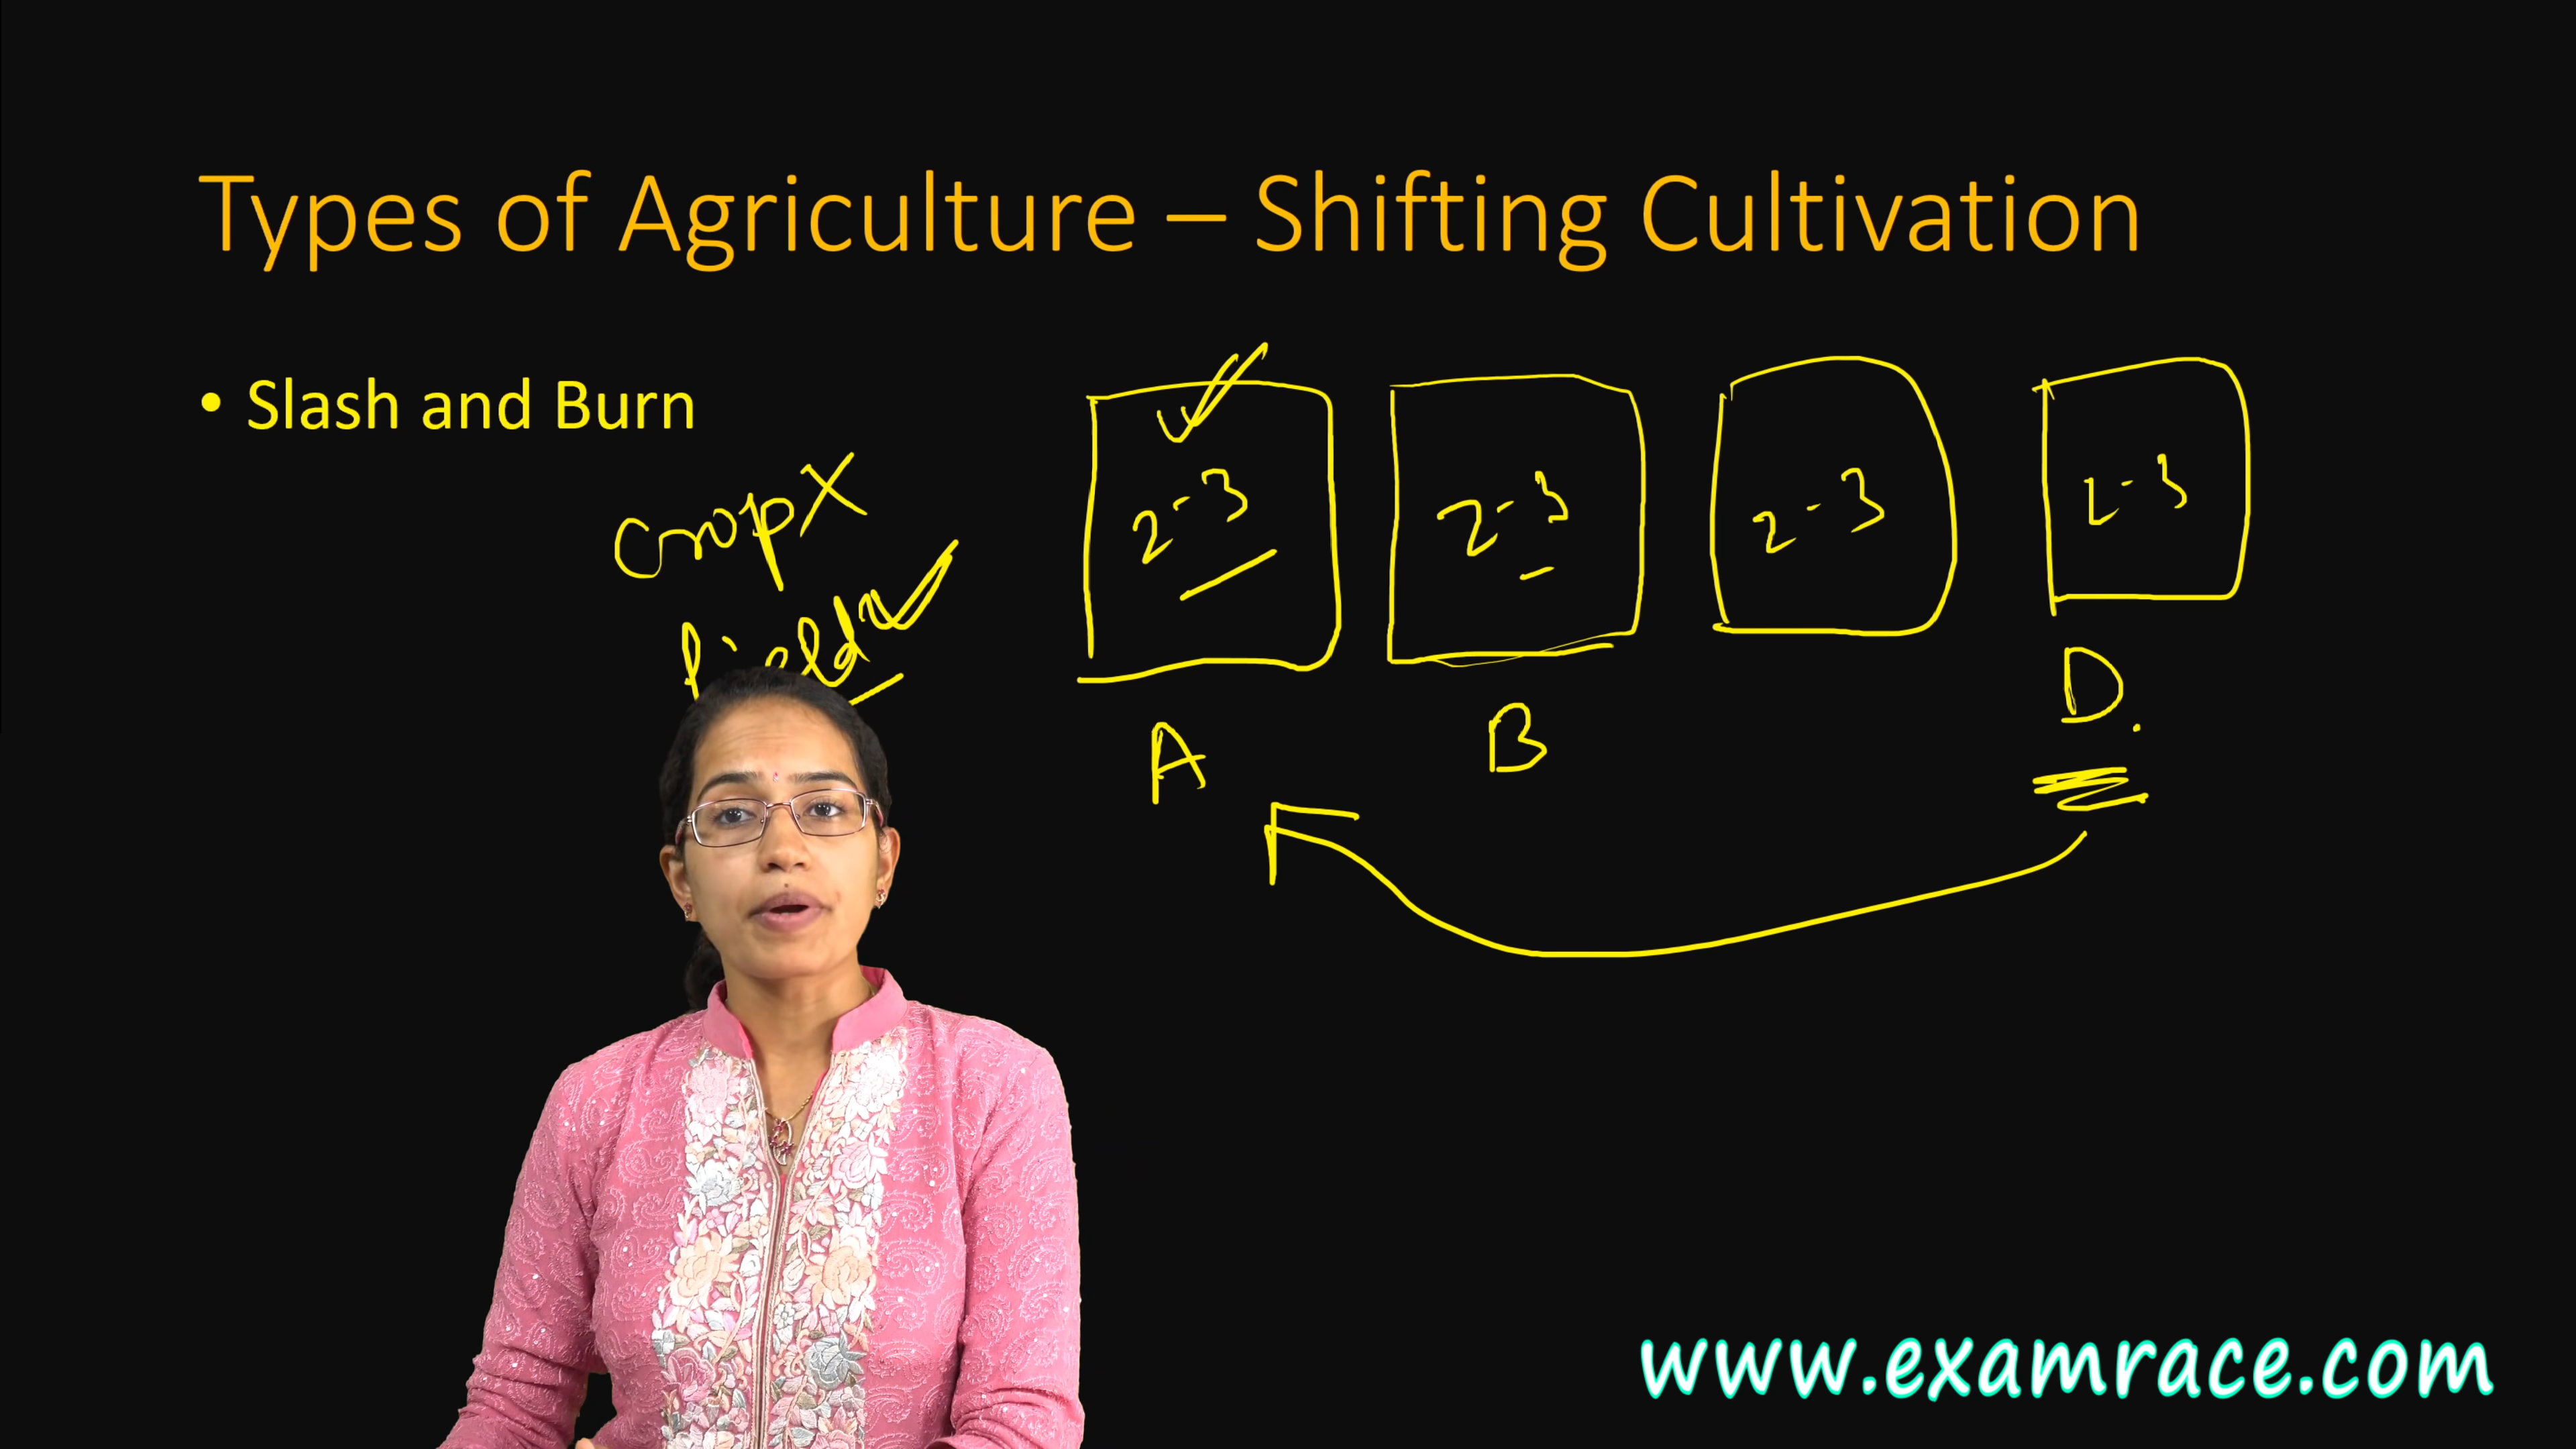 Types of Agriculture – Shifting Cultivation
• Slash and Burn
crop X
field
2-3
2-3
2-3
2-3
A
B
D.
www.examrace.com